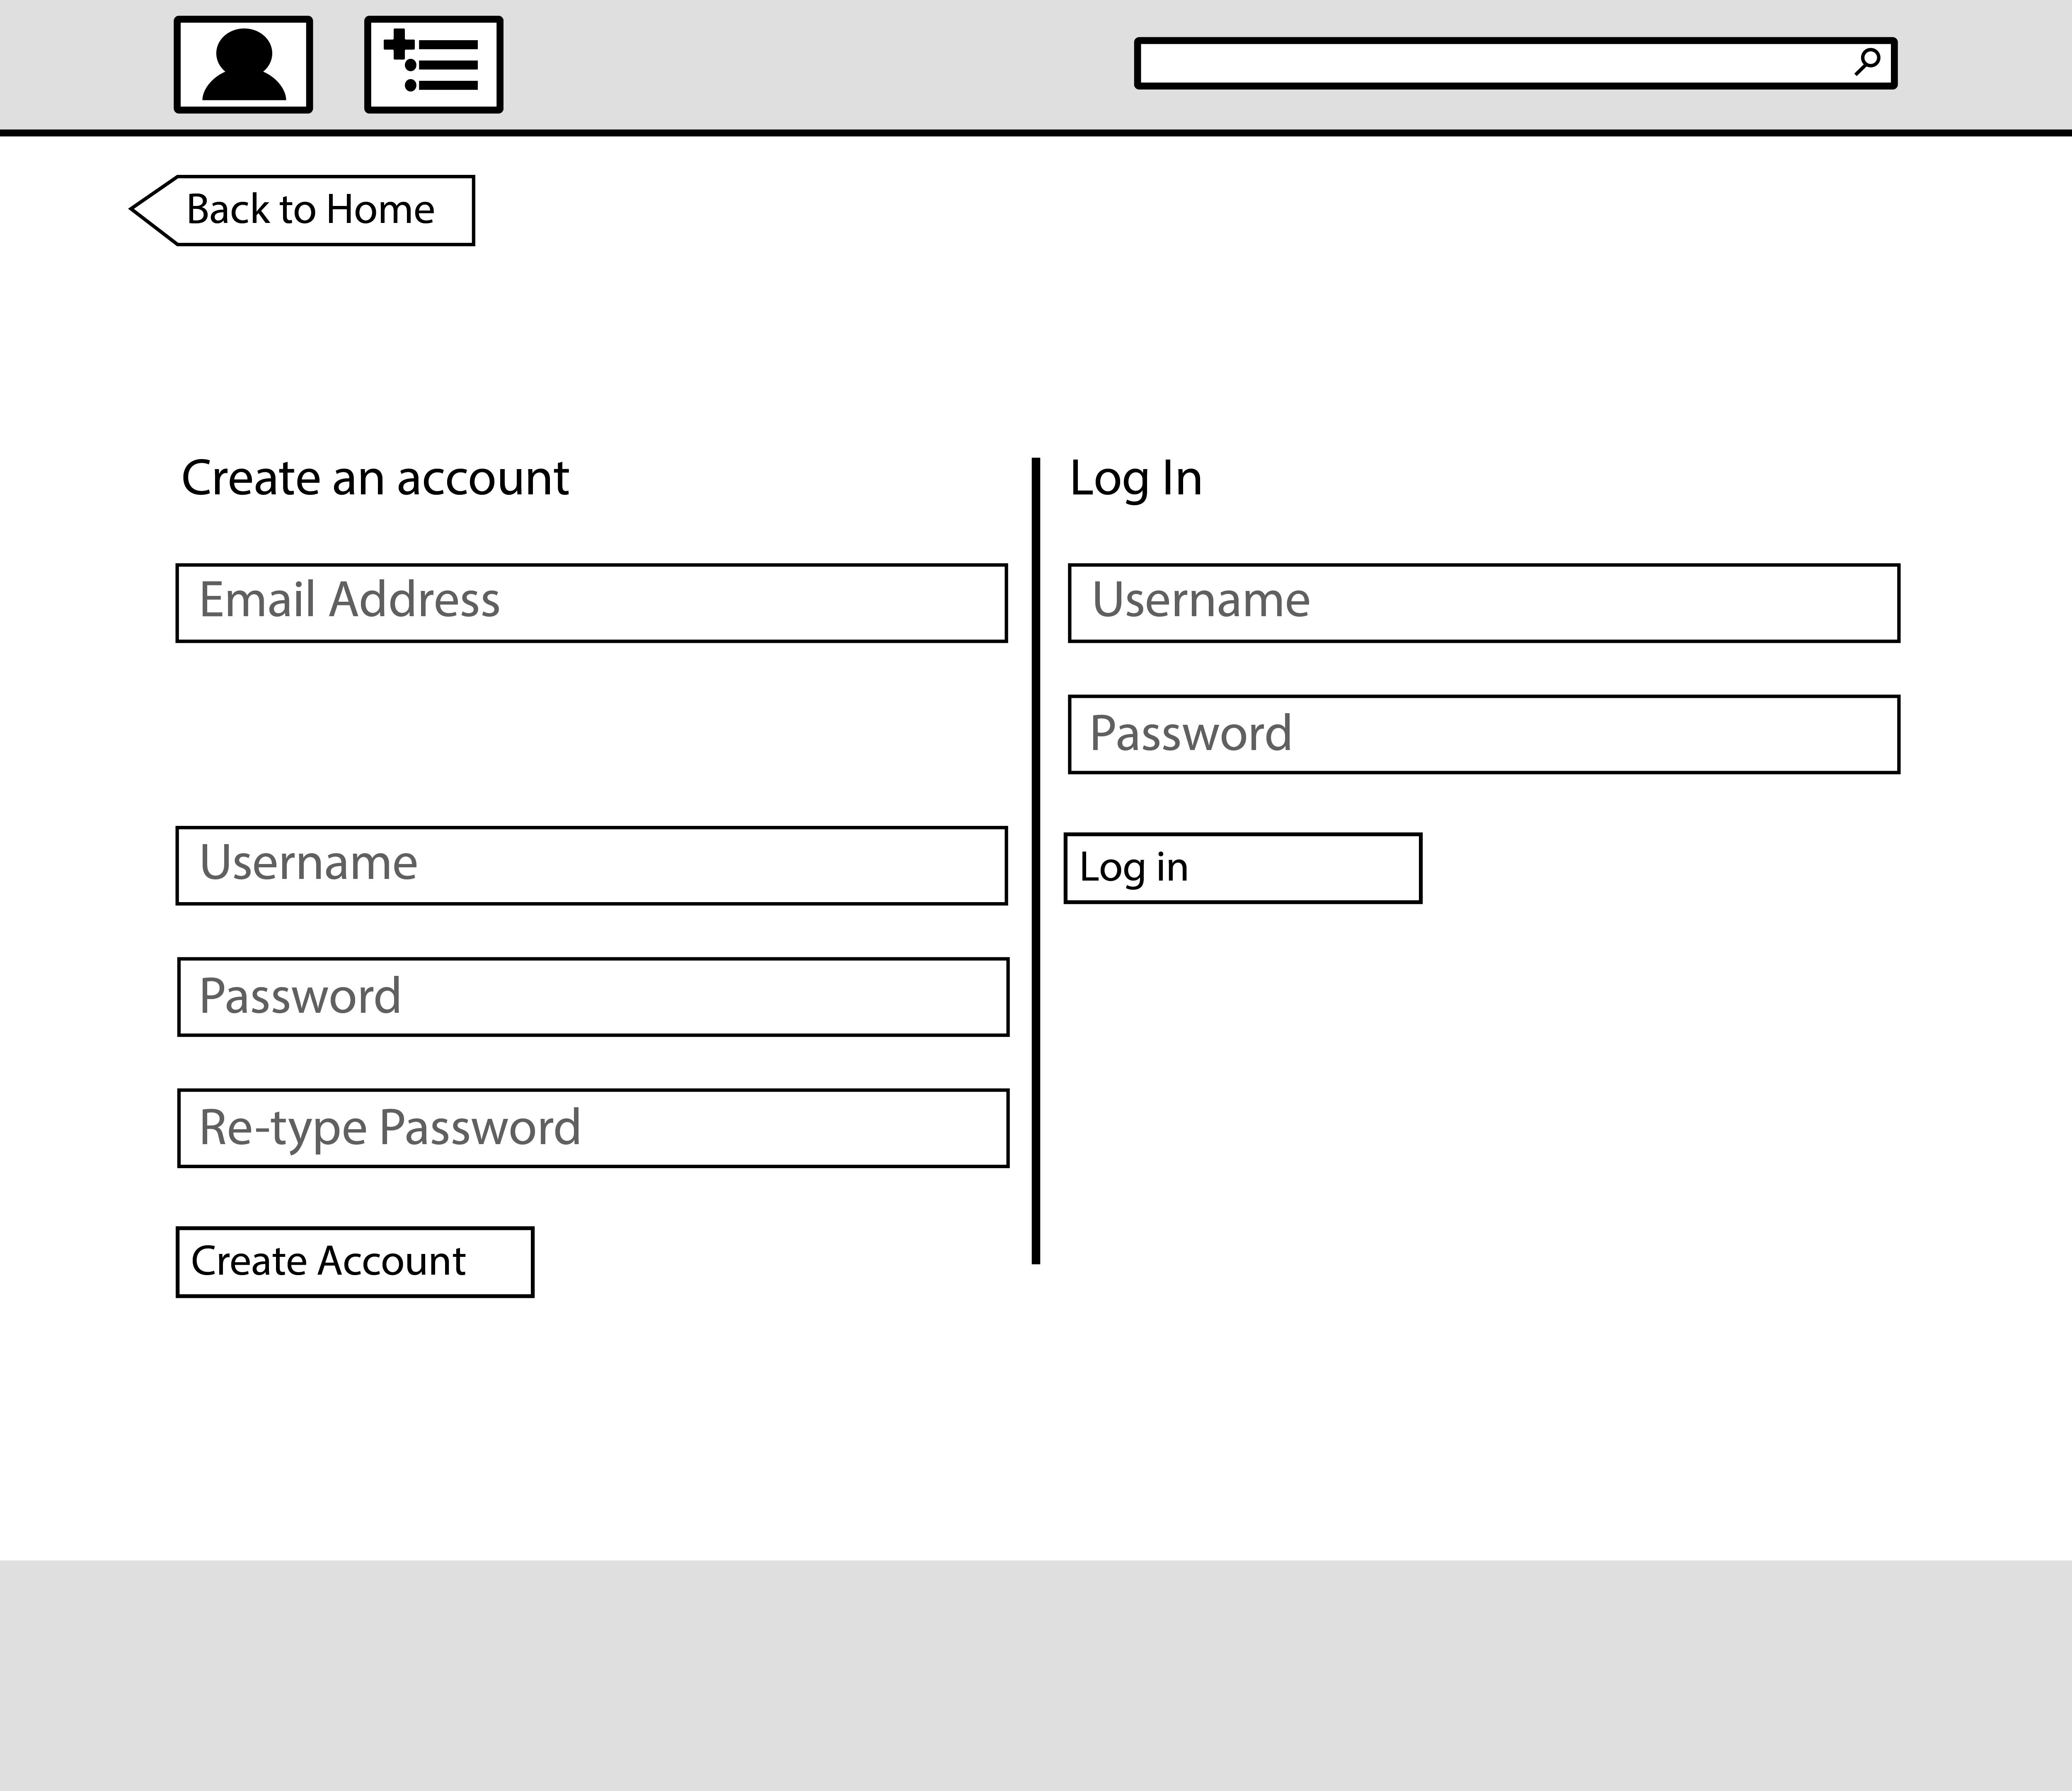 Back to Home
Create an account
Email Address
Username
Password
Re-type Password
Create Account
Log In
Username
Password
Log in